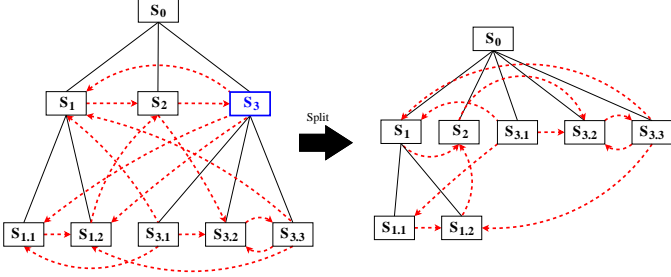 S0
S1 S2 S3
S1.1 S1.2 S3.1 S3.2 S3.3
Split
S0
S1 S2 S3.1 S3.2 S3.3
S1.1 S1.2